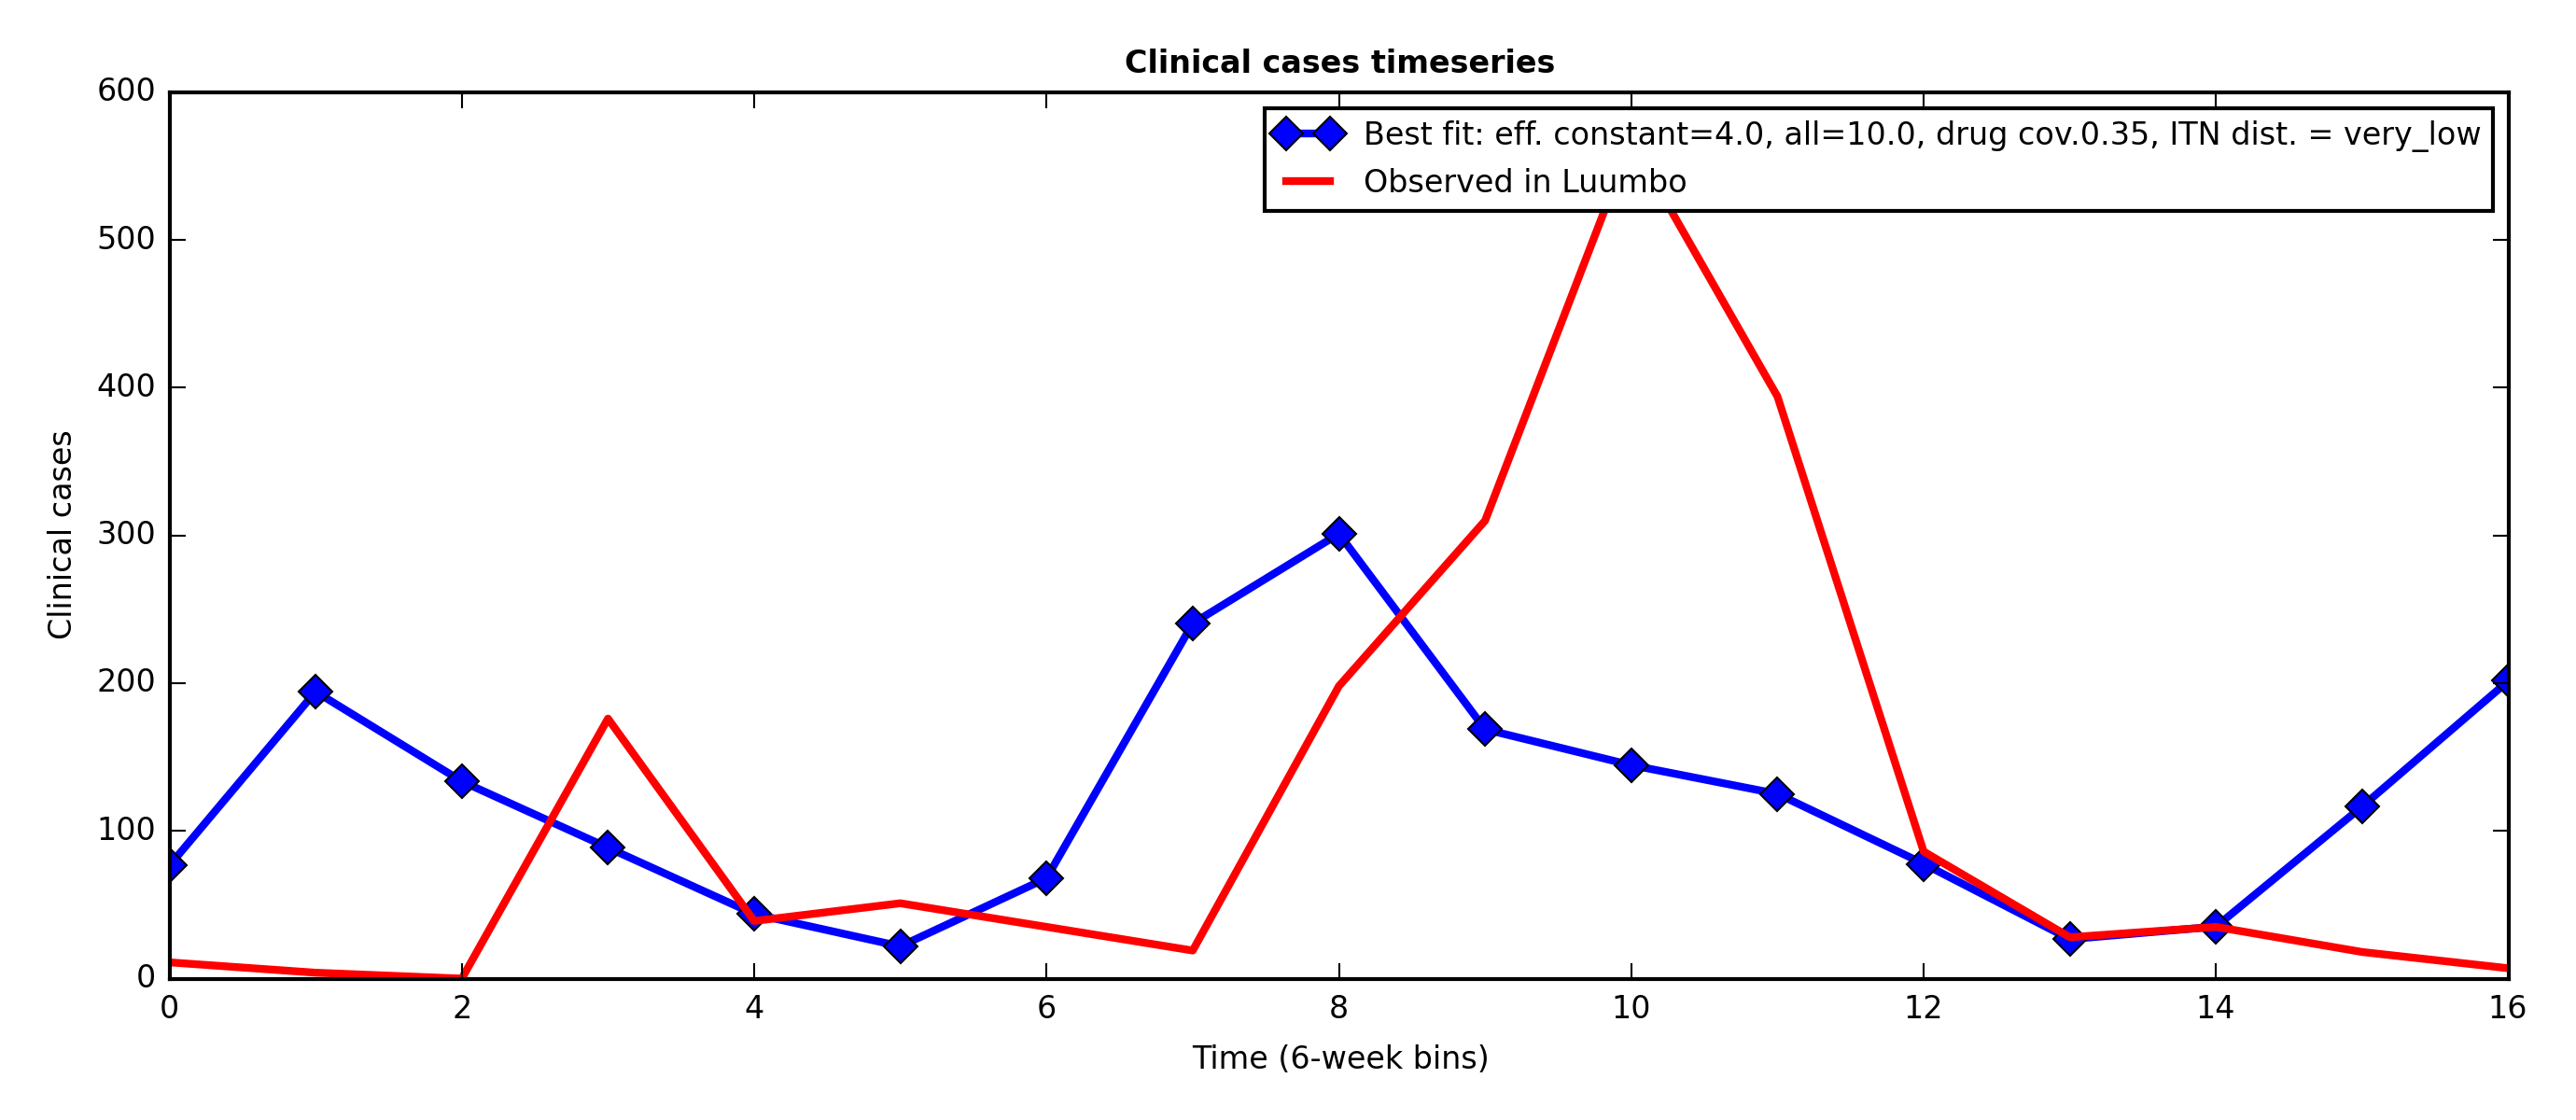 Clinical cases timeseries
600
500
400
300
200
100
0
Clinical cases
Best fit: eff. constant=4.0, all=10.0, drug cov.0.35, ITN dist. = very_low
Observed in Luumbo
0 2 4 6 8 10 12 14 16
Time (6-week bins)